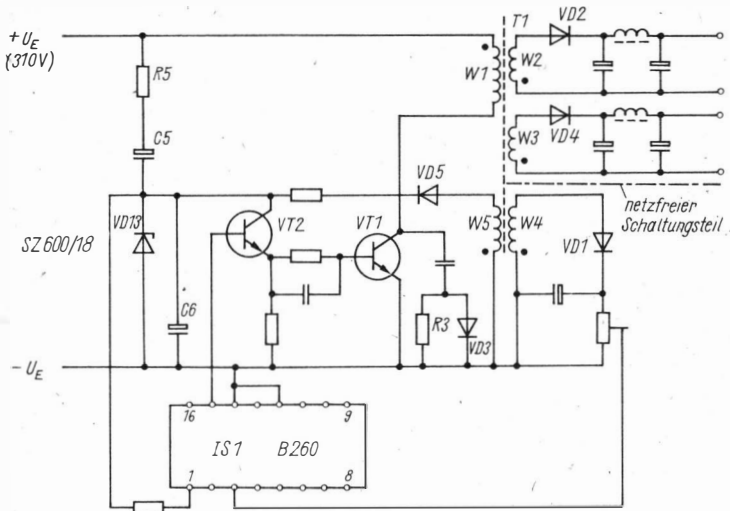 +U_E
(310V)
R5
C5
T1
VD2
W1
W2
W3
VD4
VD5
netzfreier
Schaltungsteil
VD13
SZ600/18
C6
VT2
VT1
W5
W4
VD1
R3
VD3
-U_E
16
9
IS1 B260
1
8